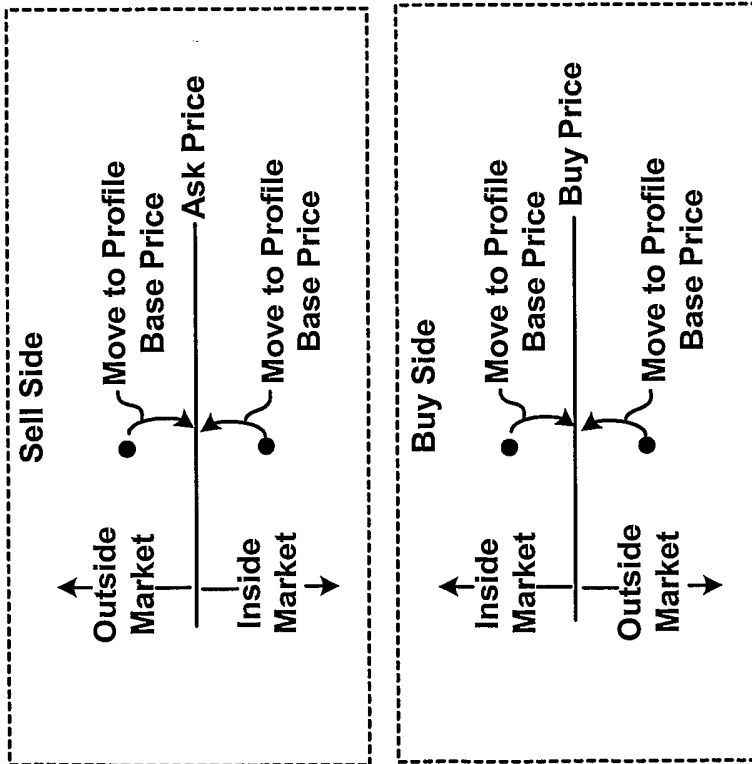 Sell Side
Outside
Market
Move to Profile
Base Price
Ask Price
Inside
Market
Move to Profile
Base Price
Buy Side
Inside
Market
Move to Profile
Base Price
Buy Price
Outside
Market
Move to Profile
Base Price